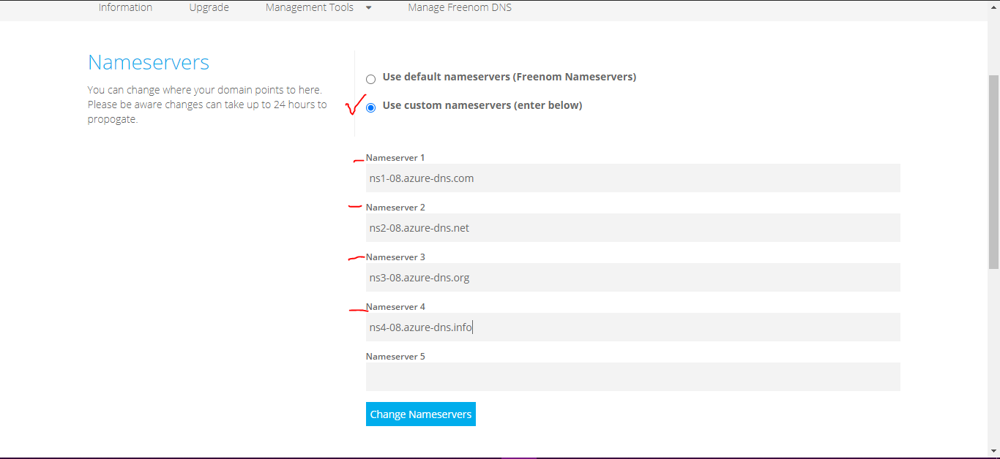 Information Upgrade Management Tools Manage Freenom DNS
Nameservers
You can change where your domain points to here.
Please be aware changes can take up to 24 hours to
propogate.
Use default nameservers (Freenom Nameservers)
Use custom nameservers (enter below)
Nameserver 1
ns1-08.azure-dns.com
Nameserver 2
ns2-08.azure-dns.net
Nameserver 3
ns3-08.azure-dns.org
Nameserver 4
ns4-08.azure-dns.info
Nameserver 5
Change Nameservers